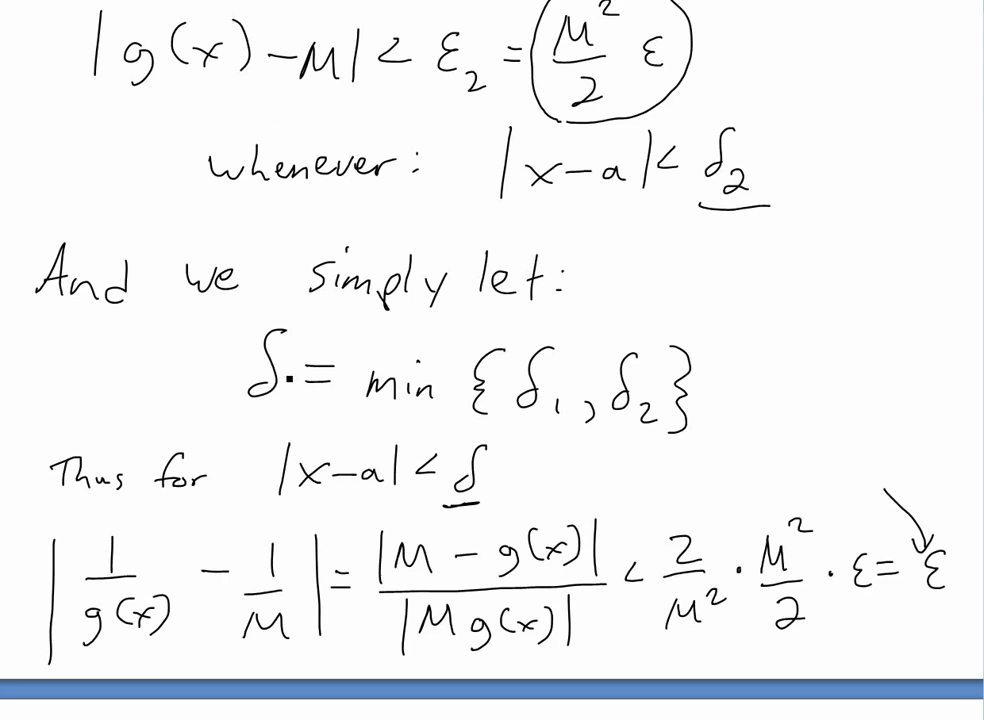 |g(x) - M| < ε₂ = M²/2 ε
whenever: |x-a| < δ₂
And we simply let:
δ.= min {δ₁, δ₂}
Thus for |x-a| < δ
|1/g(x) - 1/M| = |M - g(x)|/|M g(x)| < 2/M² · M²/2 · ε = ε